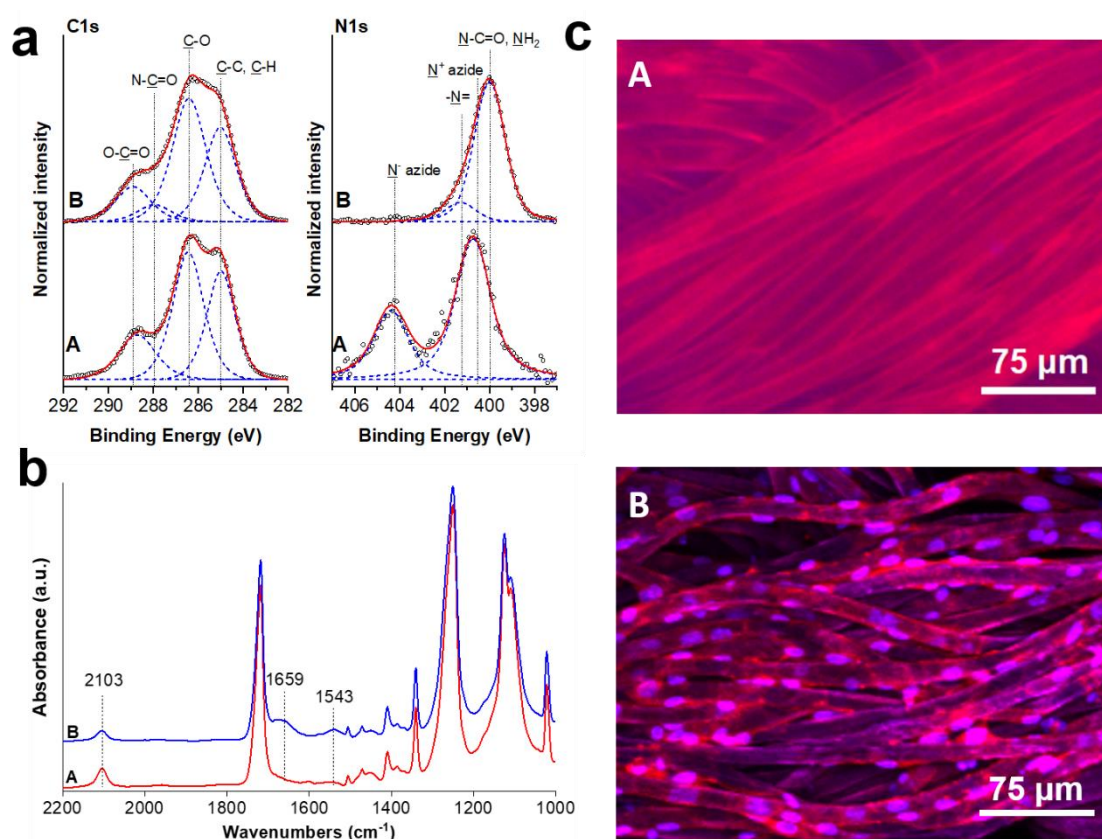 a
C1s
C-O
C-C, C-H
N-C=O
O-C=O
B
A
Normalized intensity
292 290 288 286 284 282
Binding Energy (eV)
N1s
N-C=O, NH2
N+ azide
-N=
N- azide
B
A
Normalized intensity
406 404 402 400 398
Binding Energy (eV)
b
2103
1659
1543
B
A
Absorbance (a.u.)
2200 2000 1800 1600 1400 1200 1000
Wavenumbers (cm-1)
c
A
75 µm
B
75 µm